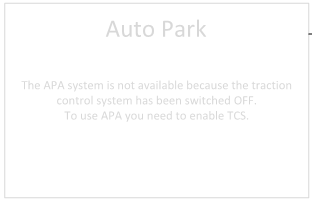 Auto Park
The APA system is not available because the traction
control system has been switched OFF.
To use APA you need to enable TCS.